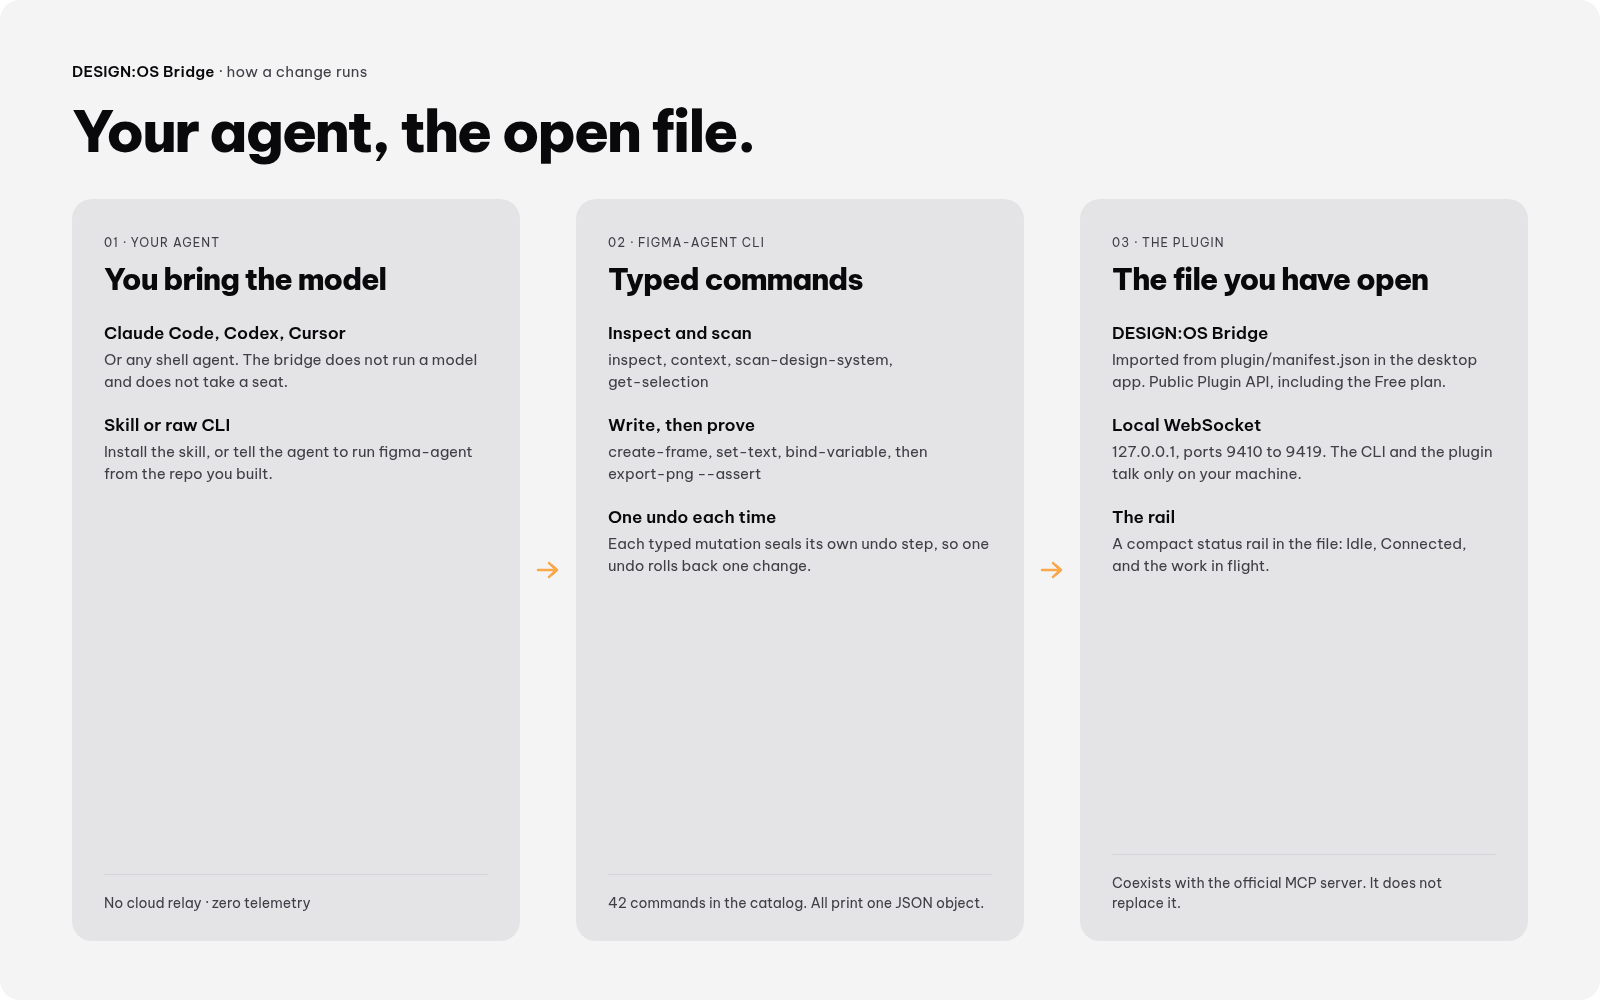 DESIGN:OS Bridge · how a change runs
Your agent, the open file.
01 · YOUR AGENT
You bring the model
Claude Code, Codex, Cursor
Or any shell agent. The bridge does not run a model
and does not take a seat.
Skill or raw CLI
Install the skill, or tell the agent to run figma-agent
from the repo you built.
No cloud relay · zero telemetry
02 · FIGMA-AGENT CLI
Typed commands
Inspect and scan
inspect, context, scan-design-system,
get-selection
Write, then prove
create-frame, set-text, bind-variable, then
export-png --assert
One undo each time
Each typed mutation seals its own undo step, so one
undo rolls back one change.
42 commands in the catalog. All print one JSON object.
03 · THE PLUGIN
The file you have open
DESIGN:OS Bridge
Imported from plugin/manifest.json in the desktop
app. Public Plugin API, including the Free plan.
Local WebSocket
127.0.0.1, ports 9410 to 9419. The CLI and the plugin
talk only on your machine.
The rail
A compact status rail in the file: Idle, Connected,
and the work in flight.
Coexists with the official MCP server. It does not
replace it.